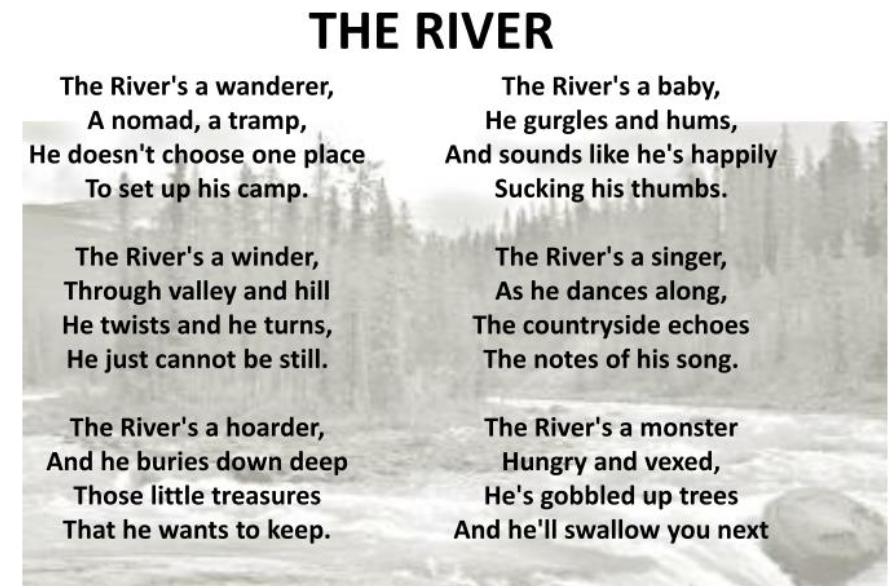 THE RIVER
The River's a wanderer,
A nomad, a tramp,
He doesn't choose one place
To set up his camp.
The River's a winder,
Through valley and hill
He twists and he turns,
He just cannot be still.
The River's a hoarder,
And he buries down deep
Those little treasures
That he wants to keep.
The River's a baby,
He gurgles and hums,
And sounds like he's happily
Sucking his thumbs.
The River's a singer,
As he dances along,
The countryside echoes
The notes of his song.
The River's a monster
Hungry and vexed,
He's gobbled up trees
And he'll swallow you next